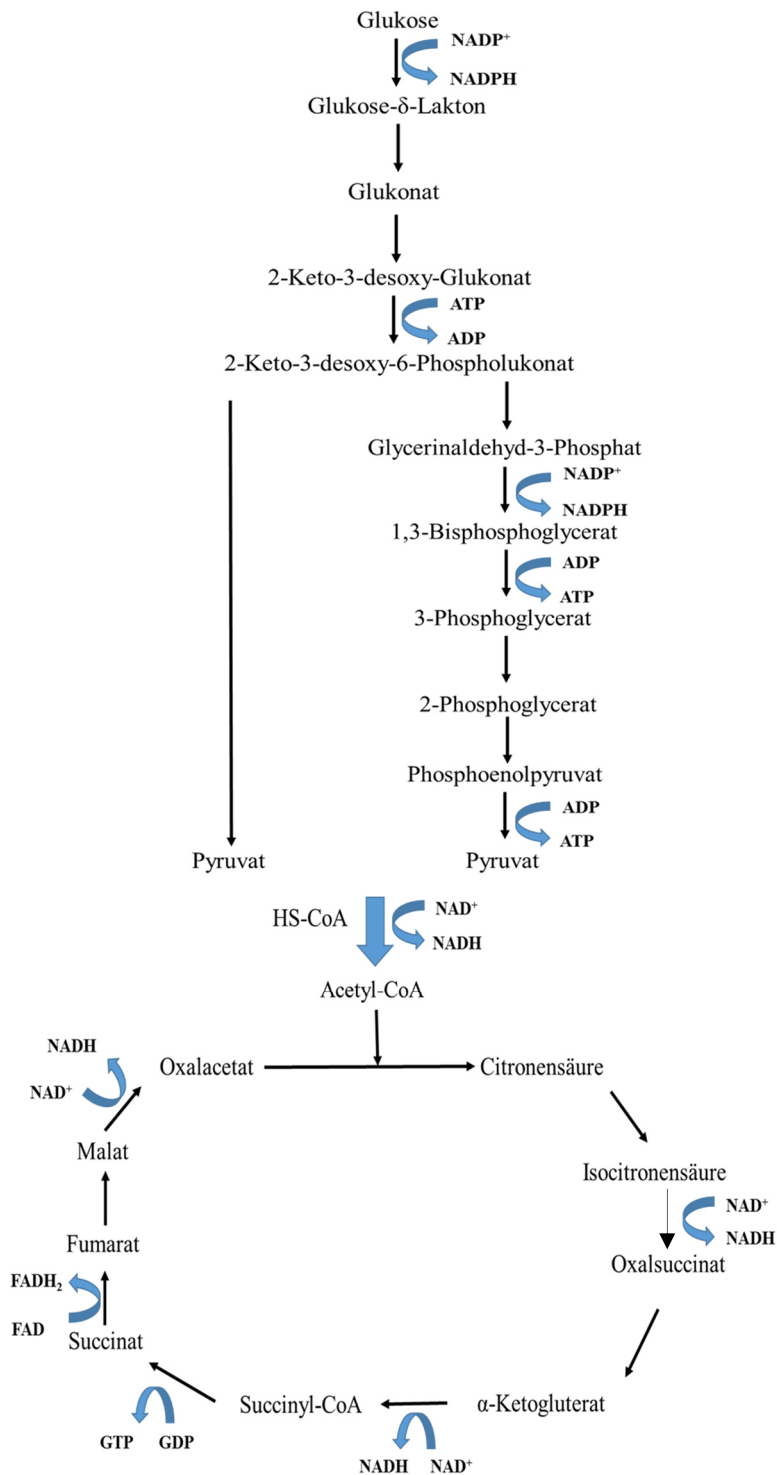 Glukose
NADP⁺
NADPH
Glukose-δ-Lakton
Glukonat
2-Keto-3-desoxy-Glukonat
ATP
ADP
2-Keto-3-desoxy-6-Phospholukonat
Glycerinaldehyd-3-Phosphat
NADP⁺
NADPH
1,3-Bisphosphoglycerat
ADP
ATP
3-Phosphoglycerat
2-Phosphoglycerat
Phosphoenolpyruvat
ADP
ATP
Pyruvat
Pyruvat
HS-CoA
NAD⁺
NADH
Acetyl-CoA
NADH
NAD⁺
Oxalacetat
Citronensäure
Malat
Isocitronensäure
NAD⁺
NADH
Fumarat
Oxalsuccinat
FADH₂
FAD
Succinat
Succinyl-CoA
α-Ketogluterat
GTP
GDP
NADH
NAD⁺